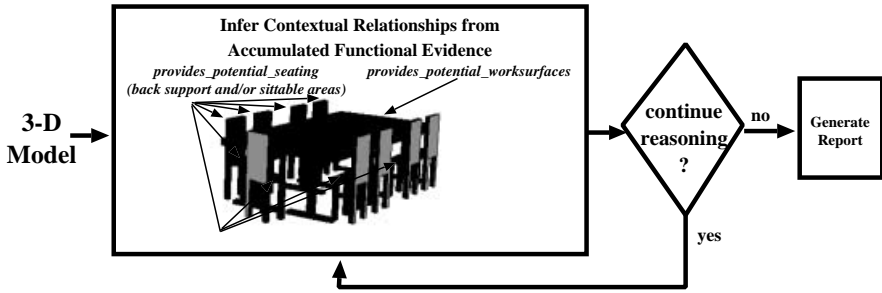 Infer Contextual Relationships from
Accumulated Functional Evidence
provides_potential_seating
(back support and/or sittable areas)
provides_potential_worksurfaces
3-D
Model
continue
reasoning
?
no
yes
Generate
Report